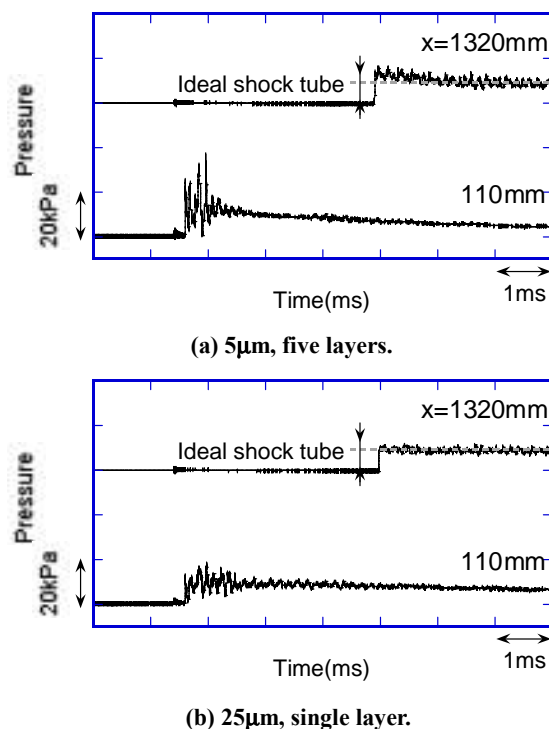 x=1320mm
Ideal shock tube
Pressure
20kPa
110mm
Time(ms)
1ms
(a) 5μm, five layers.
x=1320mm
Ideal shock tube
Pressure
20kPa
110mm
Time(ms)
1ms
(b) 25μm, single layer.